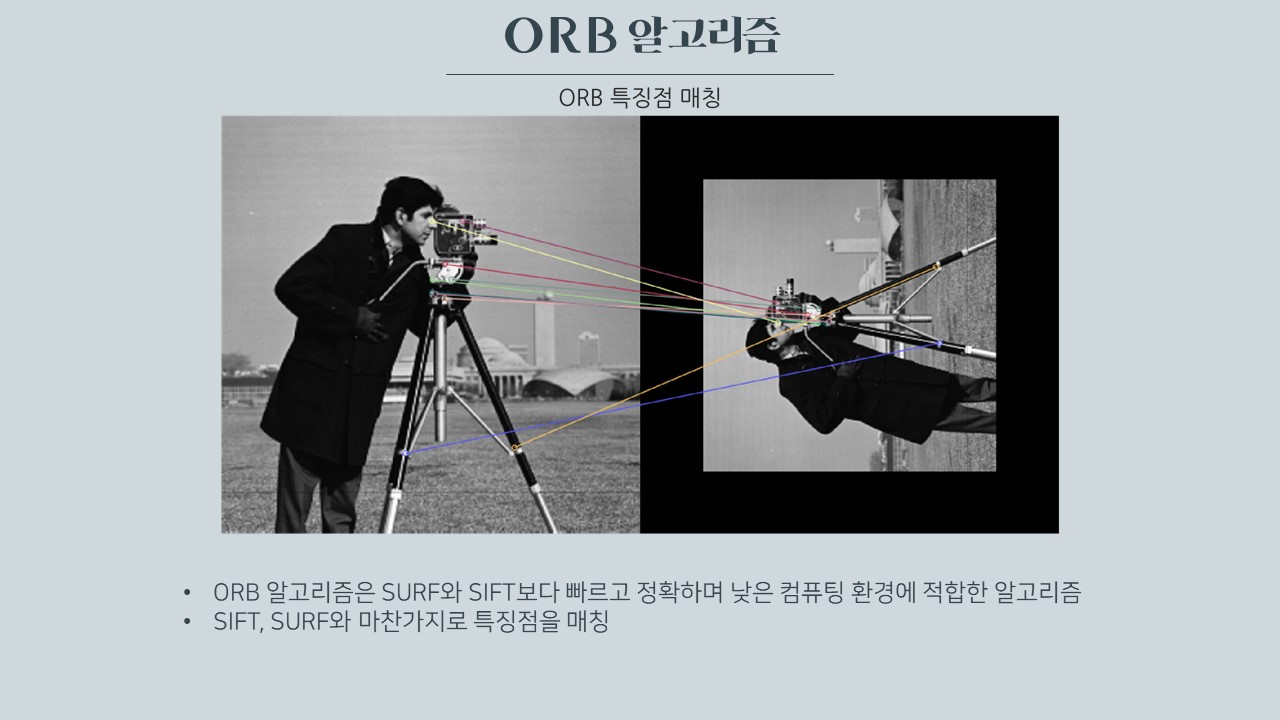 ORB 알고리즘
ORB 특징점 매칭
• ORB 알고리즘은 SURF와 SIFT보다 빠르고 정확하며 낮은 컴퓨팅 환경에 적합한 알고리즘
• SIFT, SURF와 마찬가지로 특징점을 매칭